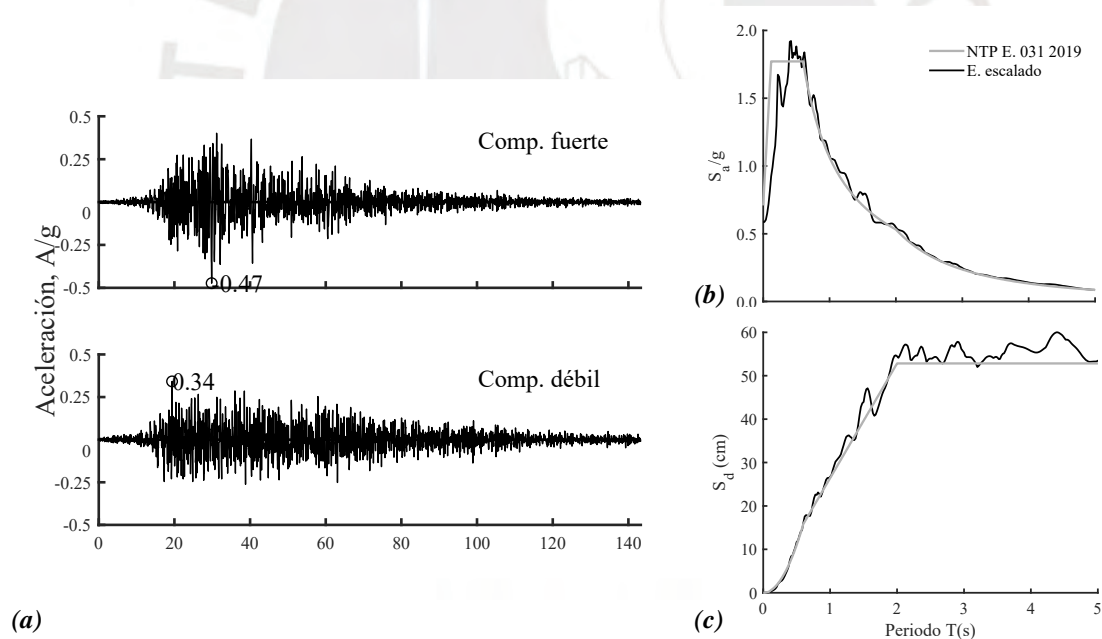 Aceleración, A/g
0.5
Comp. fuerte
0.25
0
-0.25
-0.47
-0.5
0.5
0.34
Comp. débil
0.25
0
-0.25
-0.5
0 20 40 60 80 100 120 140
(a)
2.0
NTP E. 031 2019
E. escalado
1.5
Sa/g
1.0
0.5
0.0
(b)
60
50
40
Sd (cm)
30
20
10
0
0 1 2 3 4 5
Periodo T(s)
(c)